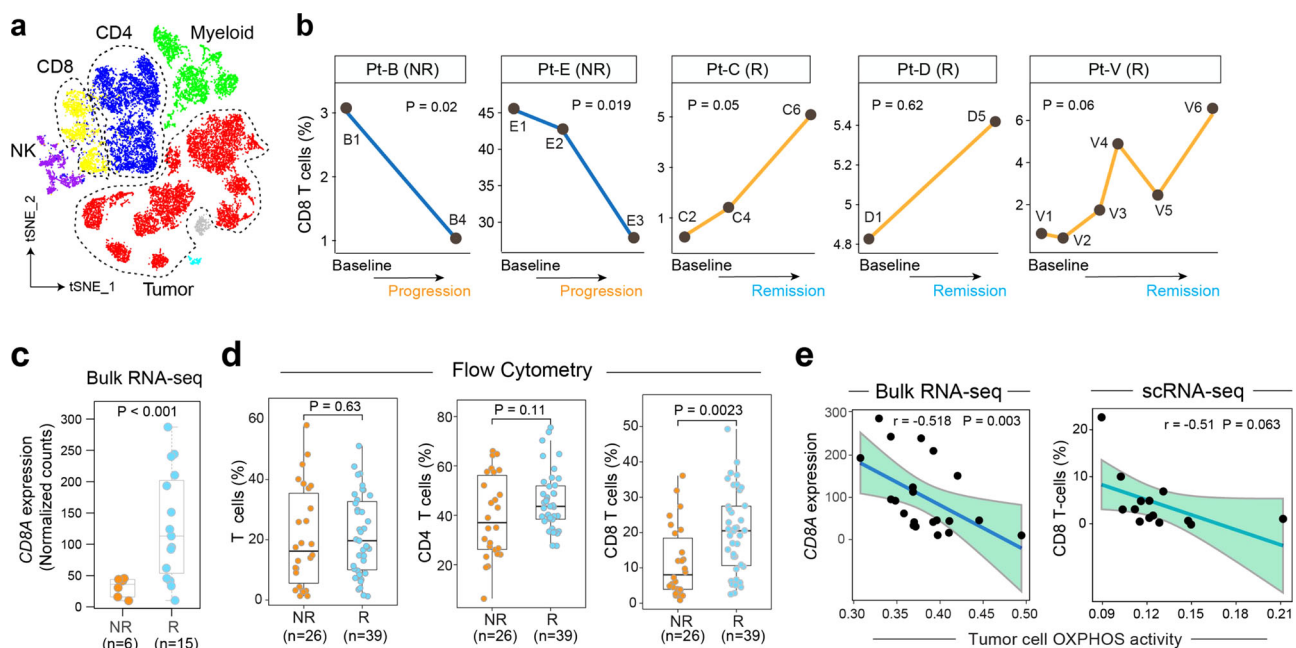 a
CD4
Myeloid
CD8
NK
Tumor
tSNE_2
tSNE_1
b
CD8 T cells (%)
Pt-B (NR)
P = 0.02
3
2
1
B1
B4
Baseline
Progression
Pt-E (NR)
P = 0.019
45
40
35
30
E1
E2
E3
Baseline
Progression
Pt-C (R)
P = 0.05
5
3
1
C2
C4
C6
Baseline
Remission
Pt-D (R)
P = 0.62
5.4
5.2
5
4.8
D1
D5
Baseline
Remission
Pt-V (R)
P = 0.06
6
4
2
V1
V2
V3
V4
V5
V6
Baseline
Remission
c
Bulk RNA-seq
P < 0.001
CD8A expression
(Normalized counts)
300
250
200
150
100
50
0
NR R
(n=6) (n=15)
d
Flow Cytometry
T cells (%)
P = 0.63
60
40
20
0
NR R
(n=26) (n=39)
CD4 T cells (%)
P = 0.11
80
60
40
20
0
NR R
(n=26) (n=39)
CD8 T cells (%)
P = 0.0023
50
40
30
20
10
0
NR R
(n=26) (n=39)
e
Bulk RNA-seq
r = -0.518 P = 0.003
CD8A expression
300
200
100
0
0.30 0.35 0.40 0.45 0.50
scRNA-seq
r = -0.51 P = 0.063
CD8 T-cells (%)
20
10
0
0.09 0.12 0.15 0.18 0.21
Tumor cell OXPHOS activity